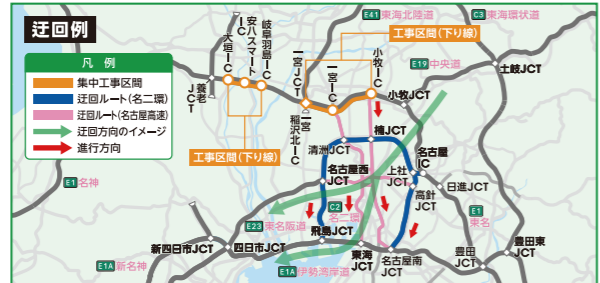 迂回例
凡 例
集中工事区間
迂回ルート(名二環)
迂回ルート(名古屋高速)
迂回方向のイメージ
進行方向
E41 東海北陸道
C3 東海環状道
工事区間(下り線)
大垣IC
安八スマートIC
岐阜羽島IC
一宮JCT
一宮IC
小牧IC
E19 中央道
土岐JCT
養老JCT
一宮稲沢北IC
小牧JCT
工事区間(下り線)
清洲JCT
楠JCT
名古屋IC
名古屋西JCT
上社JCT
日進JCT
高針JCT
E1 名神
C2 名二環
E1 東名
E23 東名阪道
飛島JCT
新四日市JCT
四日市JCT
東海JCT
名古屋南JCT
豊田JCT
豊田東JCT
E1A 新名神
E1A 伊勢湾岸道